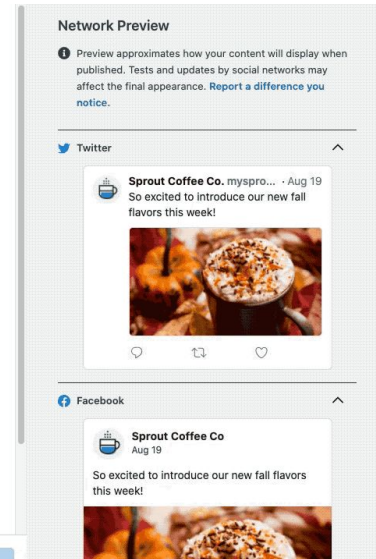 Network Preview
Preview approximates how your content will display when
published. Tests and updates by social networks may
affect the final appearance. Report a difference you
notice.
Twitter
Sprout Coffee Co. myspro... · Aug 19
So excited to introduce our new fall
flavors this week!
Facebook
Sprout Coffee Co
Aug 19
So excited to introduce our new fall flavors
this week!